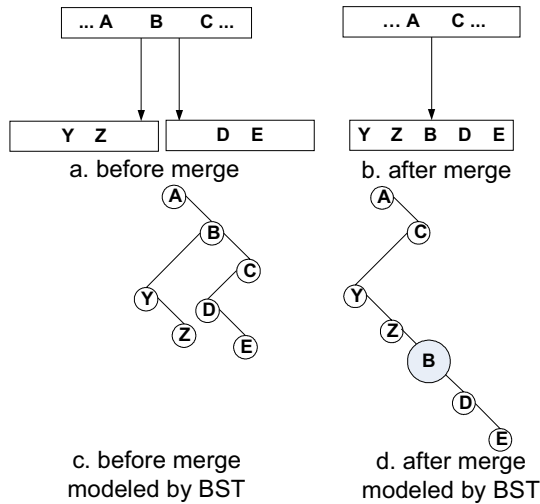 ... A B C ...
... A C ...
Y Z
D E
Y Z B D E
a. before merge
b. after merge
A
B
C
Y
D
Z
E
A
C
Y
Z
B
D
E
c. before merge
modeled by BST
d. after merge
modeled by BST